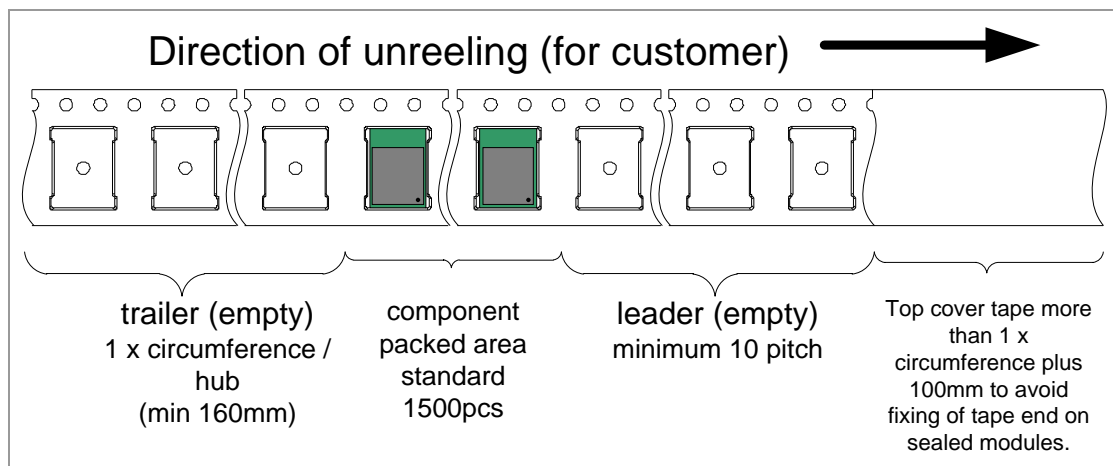 Direction of unreeling (for customer)
trailer (empty)
1 x circumference /
hub
(min 160mm)
component
packed area
standard
1500pcs
leader (empty)
minimum 10 pitch
Top cover tape more
than 1 x
circumference plus
100mm to avoid
fixing of tape end on
sealed modules.